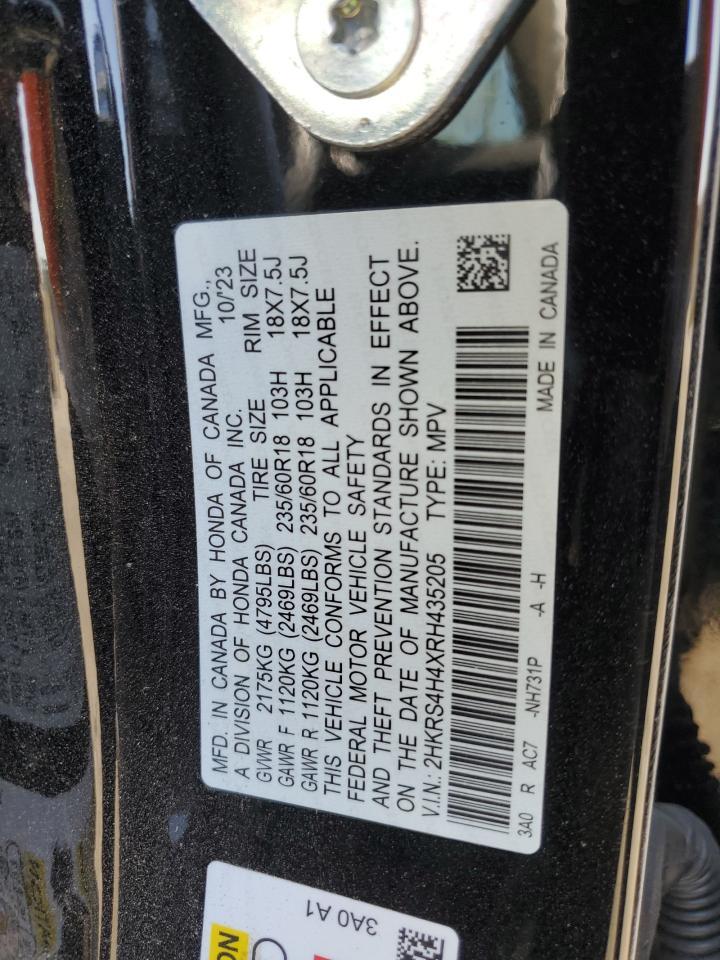 MFD. IN CANADA BY HONDA OF CANADA MFG.,
A DIVISION OF HONDA CANADA INC. 10/'23
GVWR 2175KG (4795LBS) TIRE SIZE RIM SIZE
GAWR F 1120KG (2469LBS) 235/60R18 103H 18X7.5J
GAWR R 1120KG (2469LBS) 235/60R18 103H 18X7.5J
THIS VEHICLE CONFORMS TO ALL APPLICABLE
FEDERAL MOTOR VEHICLE SAFETY
AND THEFT PREVENTION STANDARDS IN EFFECT
ON THE DATE OF MANUFACTURE SHOWN ABOVE.
V.I.N.: 2HKRS4H4XRH435205 TYPE: MPV
3A0 R AC7 -NH731P -A -H MADE IN CANADA
3A0 A1